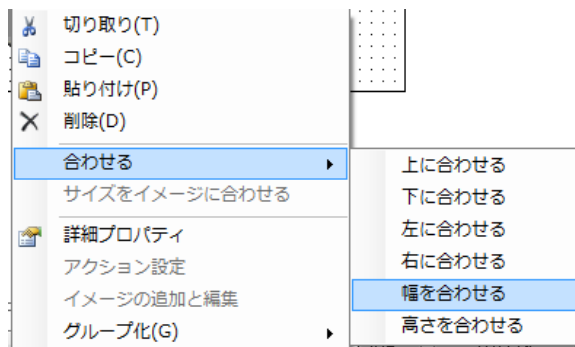 切り取り(T)
コピー(C)
貼り付け(P)
削除(D)
合わせる
サイズをイメージに合わせる
詳細プロパティ
アクション設定
イメージの追加と編集
グループ化(G)
上に合わせる
下に合わせる
左に合わせる
右に合わせる
幅を合わせる
高さを合わせる